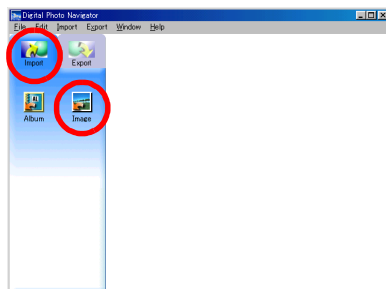 Digital Photo Navigator
File Edit Import Export Window Help
Import Export
Album Image